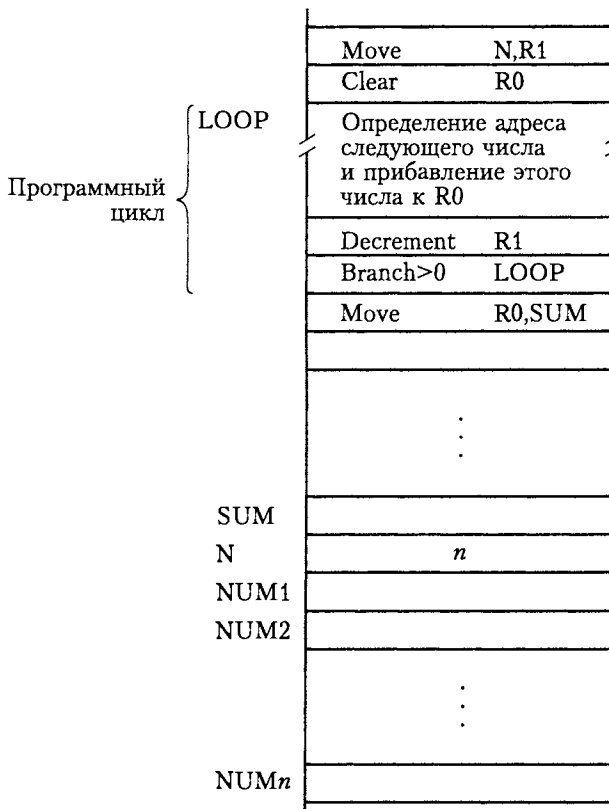 Move N,R1
Clear R0
LOOP
Определение адреса
следующего числа
и прибавление этого
числа к R0
Программный
цикл
Decrement R1
Branch>0 LOOP
Move R0,SUM
SUM
N n
NUM1
NUM2
NUMn